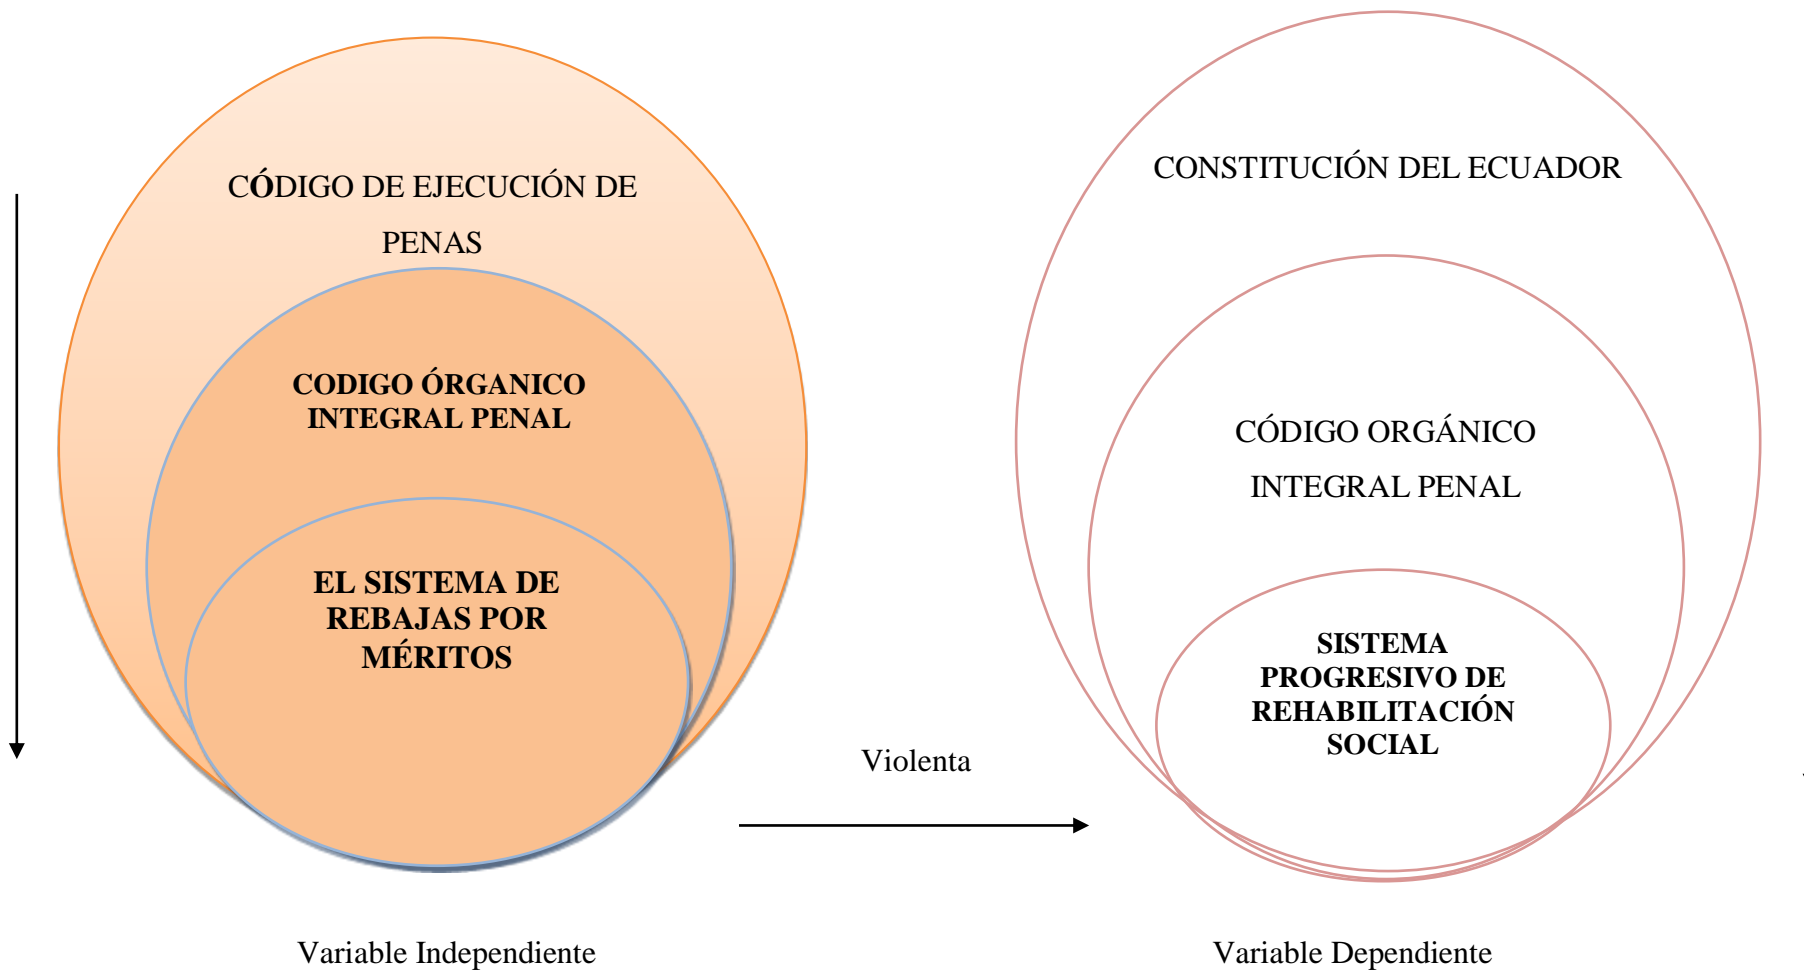 CÓDIGO DE EJECUCIÓN DE
PENAS
CODIGO ÓRGANICO
INTEGRAL PENAL
EL SISTEMA DE
REBAJAS POR
MÉRITOS
Violenta
CONSTITUCIÓN DEL ECUADOR
CÓDIGO ORGÁNICO
INTEGRAL PENAL
SISTEMA
PROGRESIVO DE
REHABILITACIÓN
SOCIAL
Variable Independiente
Variable Dependiente